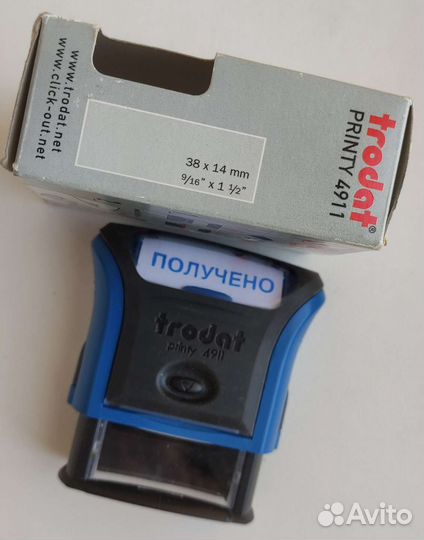 www.trodat.net
www.click-out.net
38 x 14 mm
9/16" x 1 1/2"
trodat®
PRINTY 4911
ПОЛУЧЕНО
trodat
printy 4911
Avito